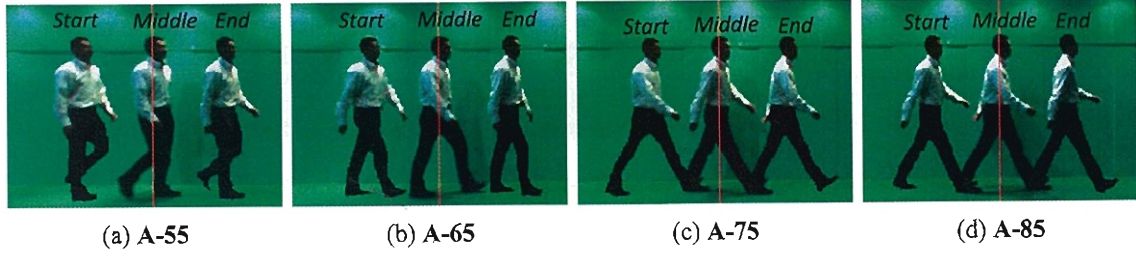 Start Middle End
Start Middle End
Start Middle End
Start Middle End
(a) A-55
(b) A-65
(c) A-75
(d) A-85